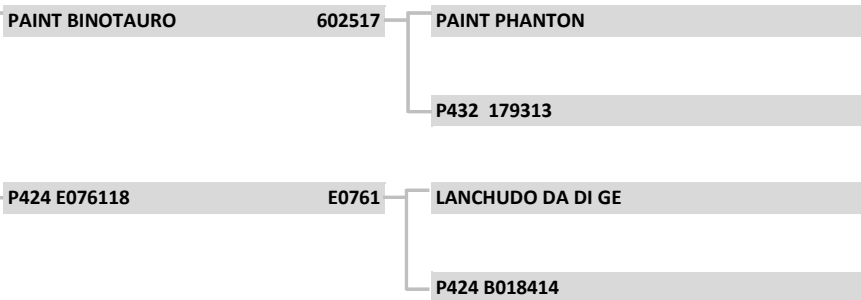 PAINT BINOTAURO 602517 PAINT PHANTON
P432 179313
P424 E076118 E0761 LANCHUDO DA DI GE
P424 B018414